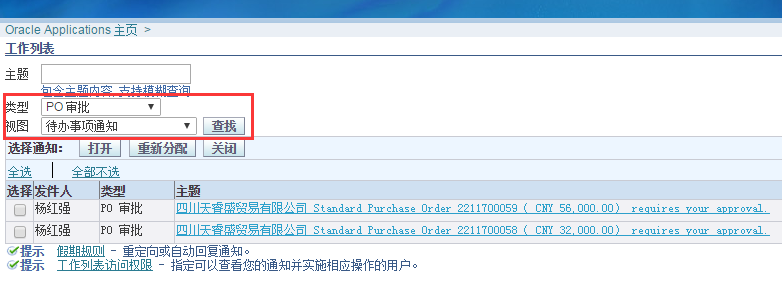 Oracle Applications 主页 >
工作列表
主题
包含主题内容,支持模糊查询
类型 PO 审批
视图 待办事项通知 查找
选择通知: 打开 重新分配 关闭
全选 全部不选
选择 发件人 类型 主题
杨红强 PO 审批 四川天睿盛贸易有限公司 Standard Purchase Order 2211700059 ( CNY 56,000.00) requires your approval.
杨红强 PO 审批 四川天睿盛贸易有限公司 Standard Purchase Order 2211700058 ( CNY 32,000.00) requires your approval.
提示 假期规则 - 重定向或自动回复通知。
提示 工作列表访问权限 - 指定可以查看您的通知并实施相应操作的用户。